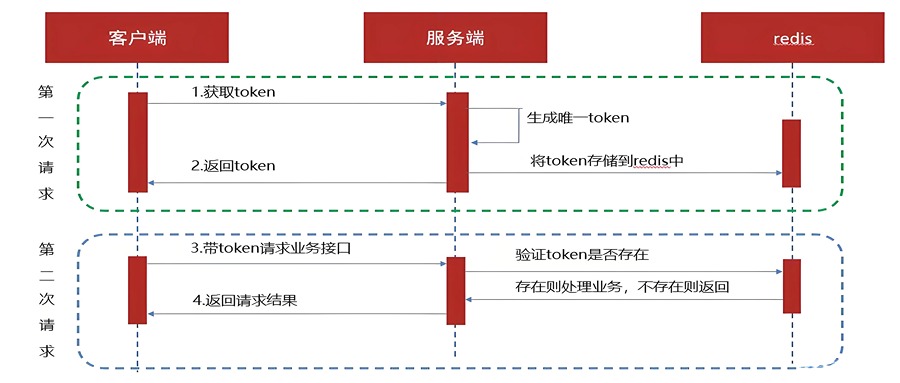 客户端
服务端
redis
第一次请求
1.获取token
生成唯一token
将token存储到redis中
2.返回token
第二次请求
3.带token请求业务接口
验证token是否存在
存在则处理业务，不存在则返回
4.返回请求结果